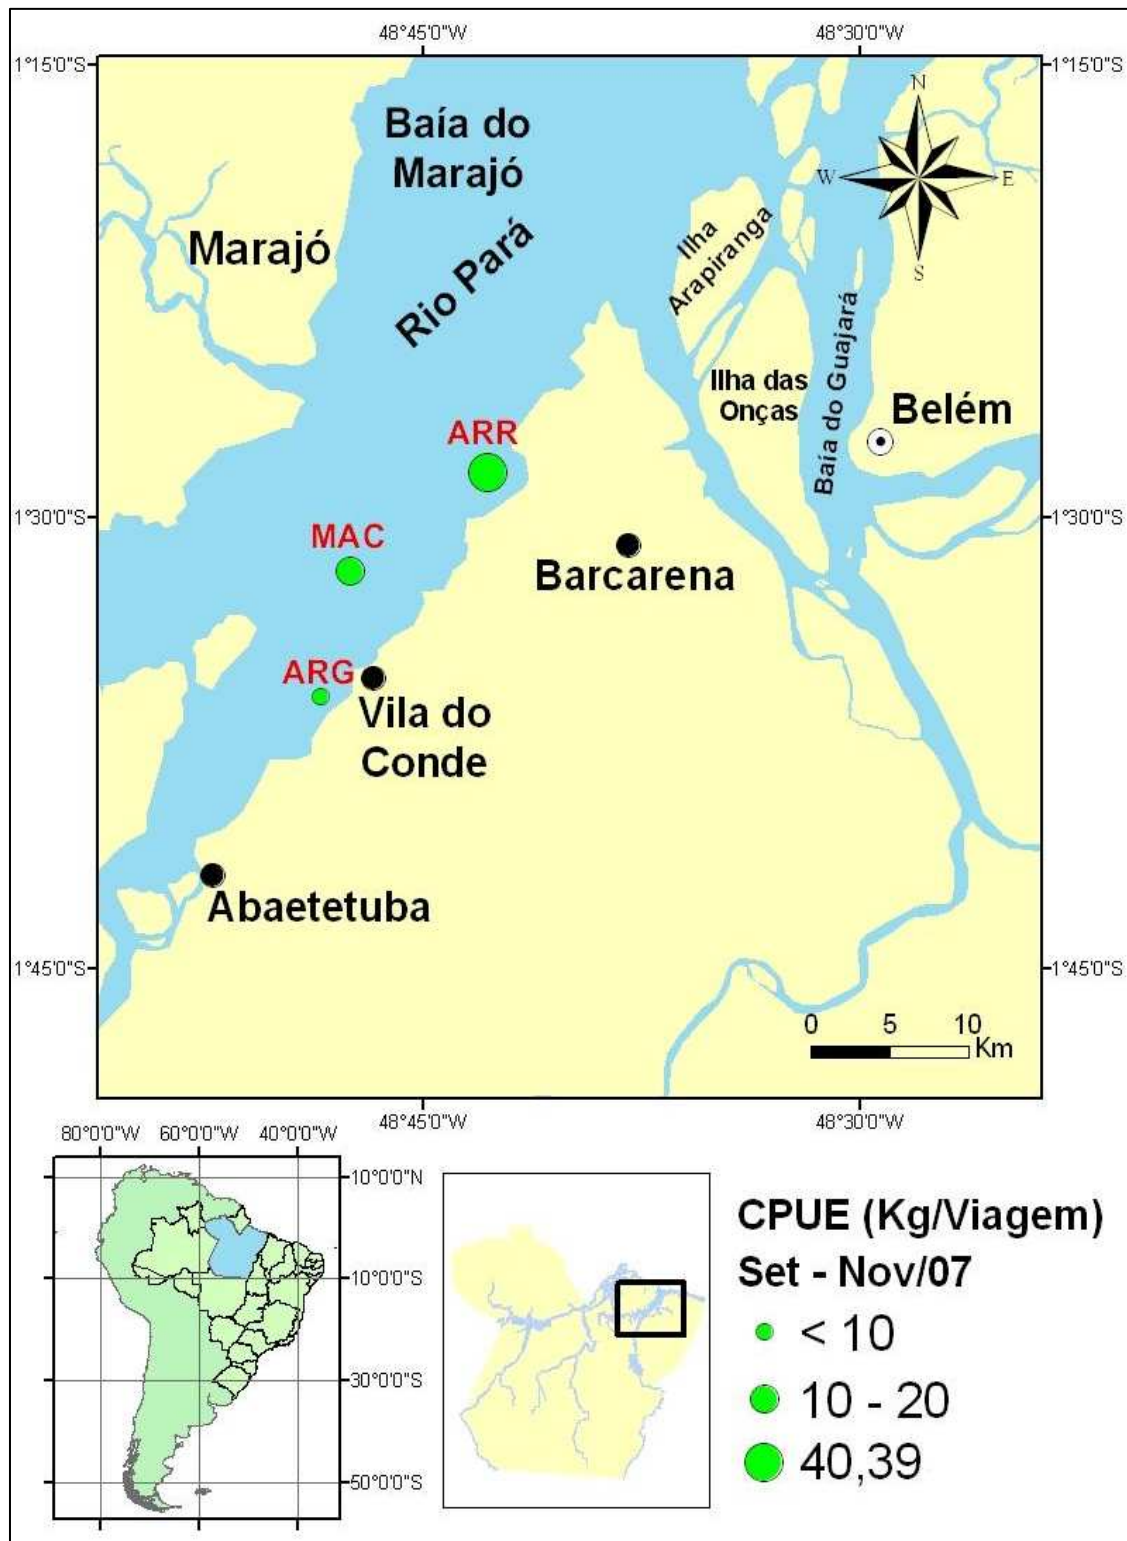 48°45'0"W
48°30'0"W
1°15'0"S
1°15'0"S
Baía do
Marajó
N
W
E
S
Marajó
Rio Pará
Ilha
Arapiranga
Ilha das
Onças
Baía do Guajará
Belém
ARR
1°30'0"S
1°30'0"S
MAC
Barcarena
ARG
Vila do
Conde
Abaetetuba
1°45'0"S
1°45'0"S
0 5 10
Km
48°45'0"W
48°30'0"W
80°0'0"W 60°0'0"W 40°0'0"W
10°0'0"N
10°0'0"S
30°0'0"S
50°0'0"S
CPUE (Kg/Viagem)
Set - Nov/07
< 10
10 - 20
40,39